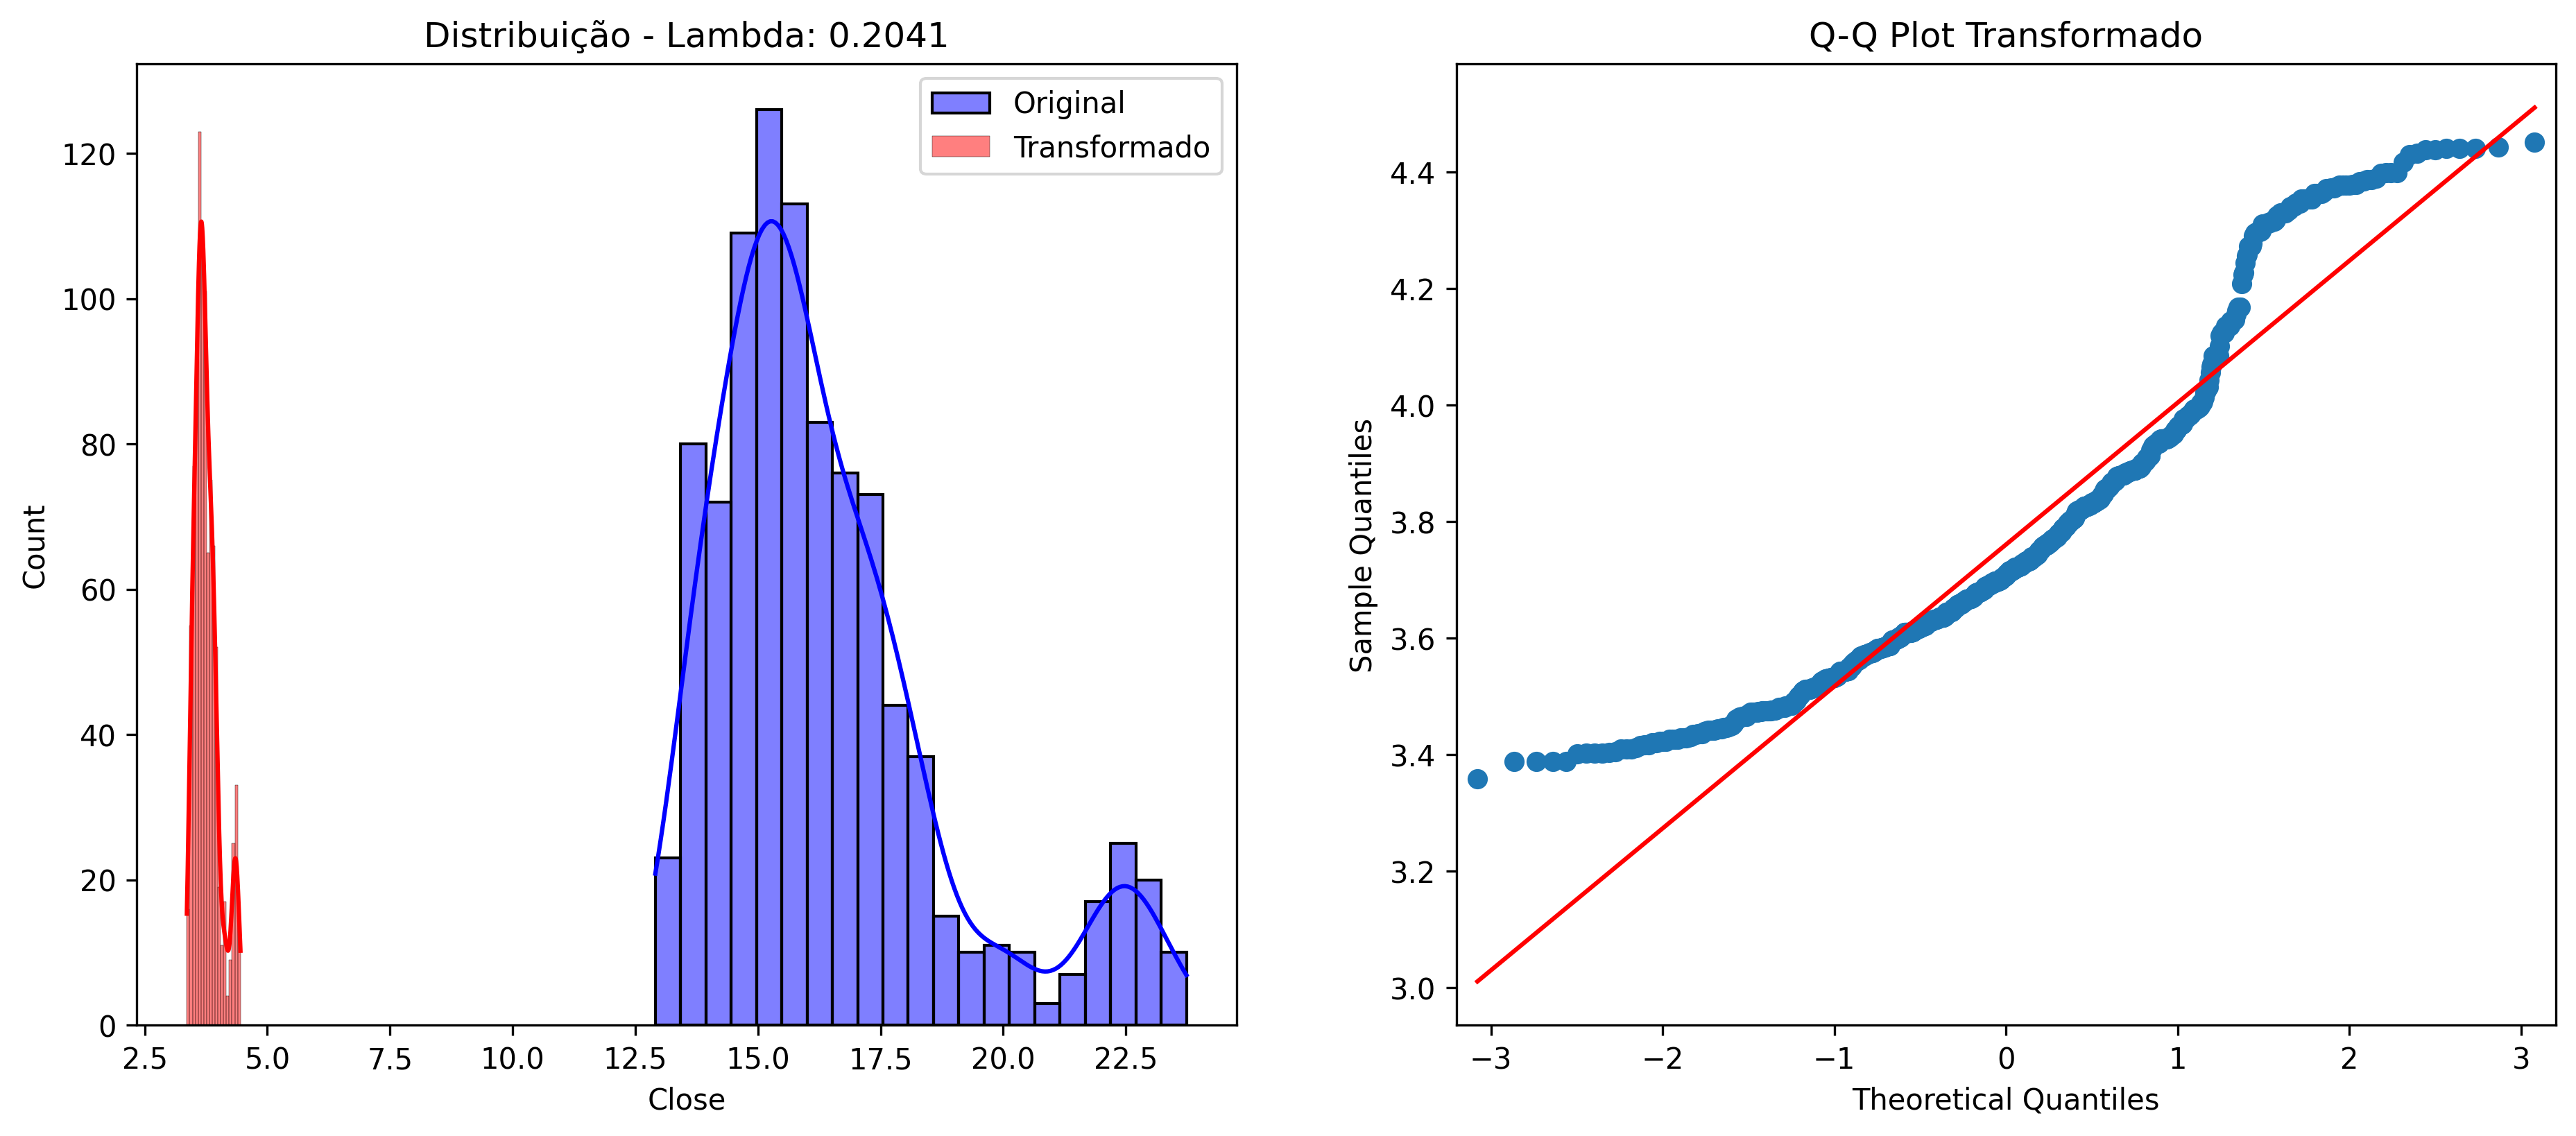 Distribuição - Lambda: 0.2041
Original
Transformado
120
100
80
60
40
20
0
Count
2.5 5.0 7.5 10.0 12.5 15.0 17.5 20.0 22.5
Close
Q-Q Plot Transformado
4.4
4.2
4.0
3.8
3.6
3.4
3.2
3.0
Sample Quantiles
−3 −2 −1 0 1 2 3
Theoretical Quantiles